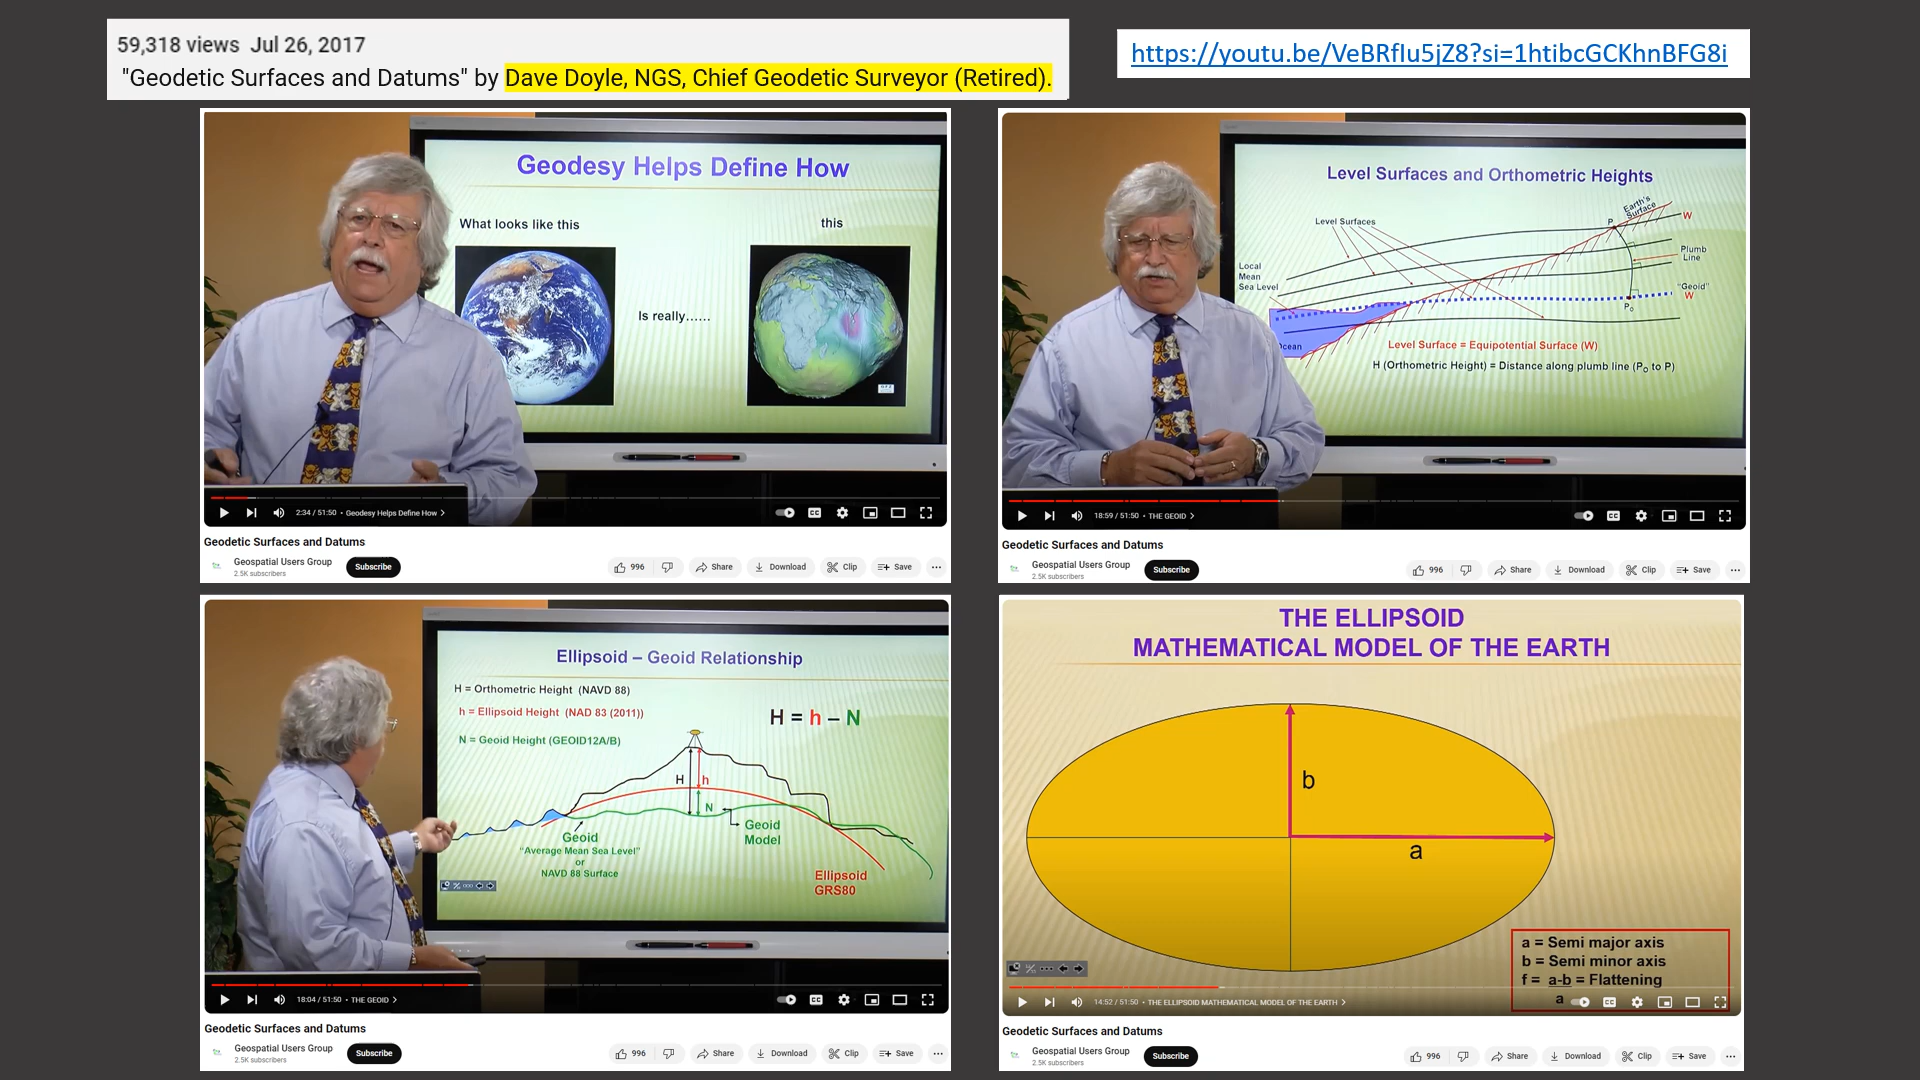 59,318 views Jul 26, 2017
"Geodetic Surfaces and Datums" by Dave Doyle, NGS, Chief Geodetic Surveyor (Retired).
https://youtu.be/VeBRfIu5jZ8?si=1htibcGCKhnBFG8i
Geodesy Helps Define How
What looks like this
this
Is really......
2:34 / 51:50 • Geodesy Helps Define How >
Geodetic Surfaces and Datums
Geospatial Users Group
2.5K subscribers
Subscribe
996
Share
Download
Clip
Save
Level Surfaces and Orthometric Heights
Level Surfaces
P
Earth's
Surface
W
Plumb
Line
Local
Mean
Sea Level
"Geoid"
W
Po
Ocean
Level Surface = Equipotential Surface (W)
H (Orthometric Height) = Distance along plumb line (Po to P)
18:59 / 51:50 • THE GEOID >
Geodetic Surfaces and Datums
Geospatial Users Group
2.5K subscribers
Subscribe
996
Share
Download
Clip
Save
Ellipsoid – Geoid Relationship
H = Orthometric Height (NAVD 88)
h = Ellipsoid Height (NAD 83 (2011))
H = h – N
N = Geoid Height (GEOID12A/B)
H
h
N
Geoid
"Average Mean Sea Level"
or
NAVD 88 Surface
Geoid
Model
Ellipsoid
GRS80
18:04 / 51:50 • THE GEOID >
Geodetic Surfaces and Datums
Geospatial Users Group
2.5K subscribers
Subscribe
996
Share
Download
Clip
Save
THE ELLIPSOID
MATHEMATICAL MODEL OF THE EARTH
b
a
a = Semi major axis
b = Semi minor axis
f = a-b = Flattening
a
14:52 / 51:50 • THE ELLIPSOID MATHEMATICAL MODEL OF THE EARTH >
Geodetic Surfaces and Datums
Geospatial Users Group
2.5K subscribers
Subscribe
996
Share
Download
Clip
Save